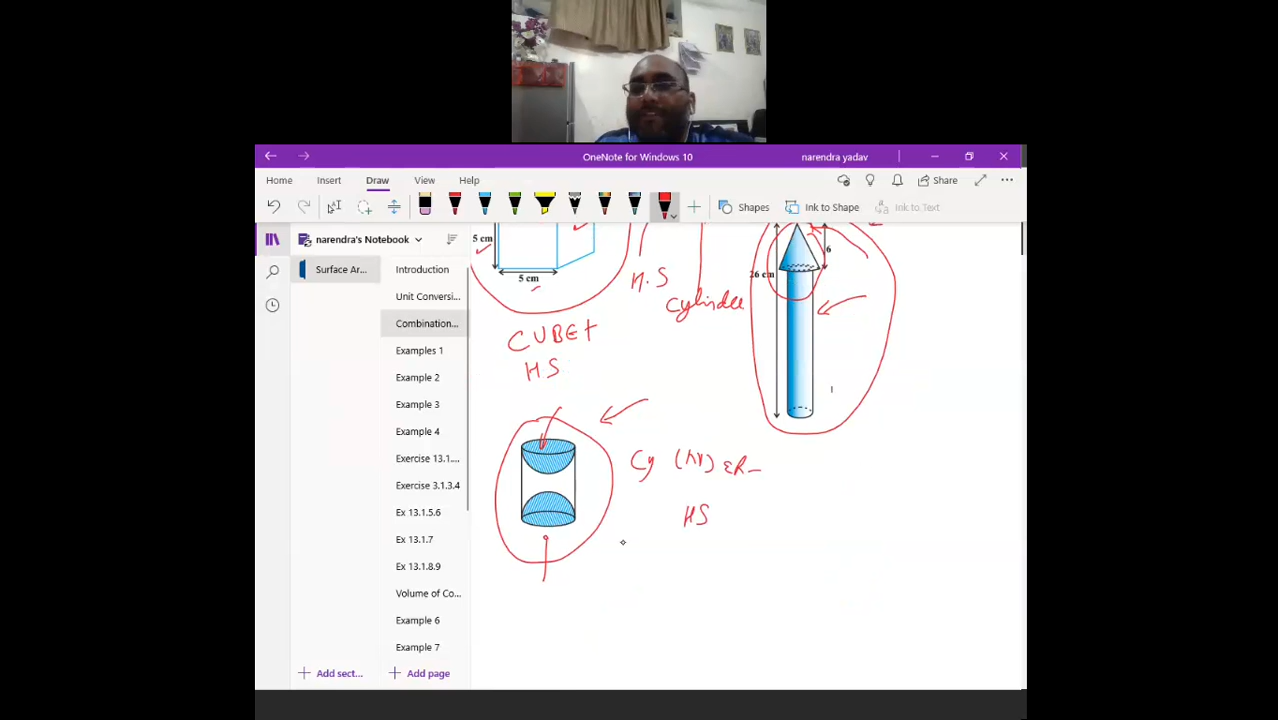 OneNote for Windows 10
narendra yadav
Home Insert Draw View Help
Share
Shapes
Ink to Shape
Ink to Text
narendra's Notebook
Surface Ar...
Introduction
Unit Conversi...
Combination...
Examples 1
Example 2
Example 3
Example 4
Exercise 13.1....
Exercise 3.1.3.4
Ex 13.1.5.6
Ex 13.1.7
Ex 13.1.8.9
Volume of Co...
Example 6
Example 7
Add sect...
Add page
5 cm
5 cm
H.S
Cylinder
CUBE +
HS
26 cm
6
Cy
HS